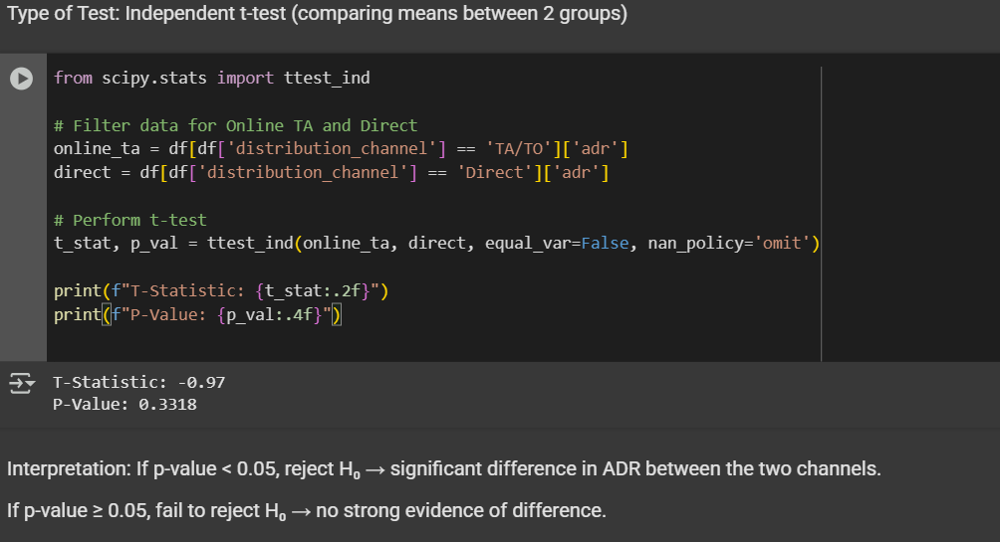 Type of Test: Independent t-test (comparing means between 2 groups)
from scipy.stats import ttest_ind
# Filter data for Online TA and Direct
online_ta = df[df['distribution_channel'] == 'TA/TO']['adr']
direct = df[df['distribution_channel'] == 'Direct']['adr']
# Perform t-test
t_stat, p_val = ttest_ind(online_ta, direct, equal_var=False, nan_policy='omit')
print(f"T-Statistic: {t_stat:.2f}")
print(f"P-Value: {p_val:.4f}")
T-Statistic: -0.97
P-Value: 0.3318
Interpretation: If p-value < 0.05, reject H₀ → significant difference in ADR between the two channels.
If p-value ≥ 0.05, fail to reject H₀ → no strong evidence of difference.